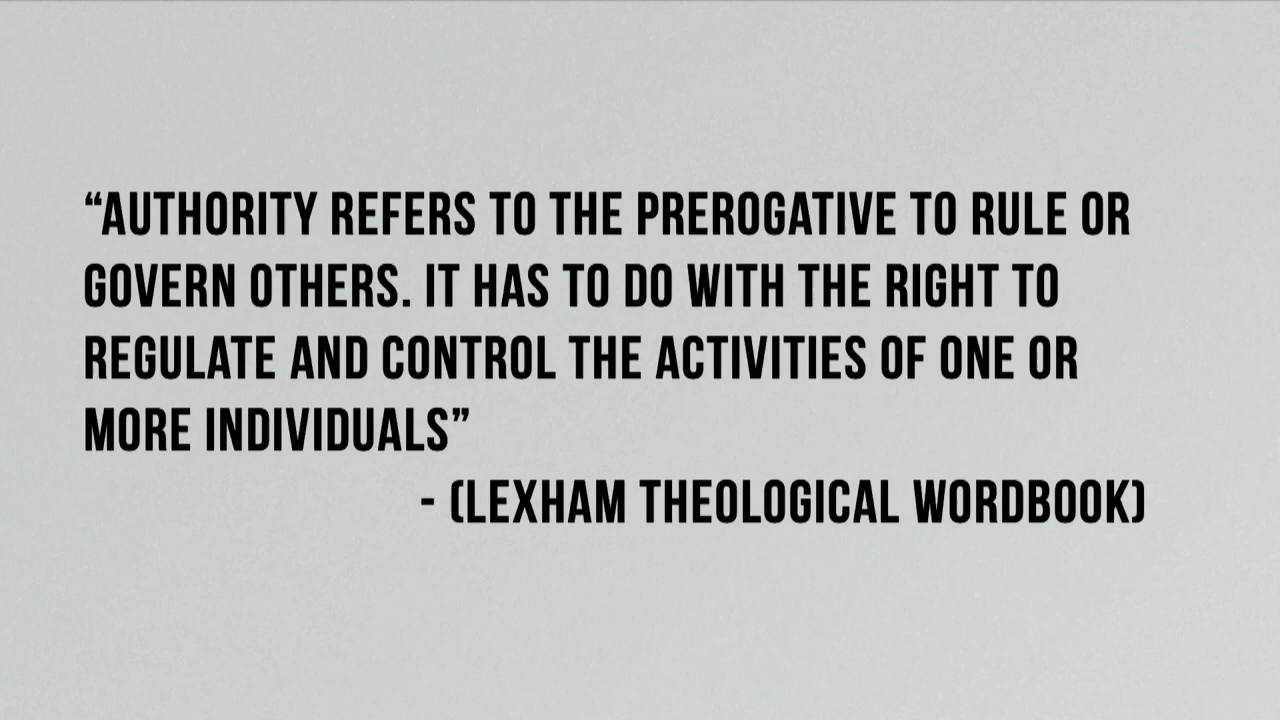 “AUTHORITY REFERS TO THE PREROGATIVE TO RULE OR
GOVERN OTHERS. IT HAS TO DO WITH THE RIGHT TO
REGULATE AND CONTROL THE ACTIVITIES OF ONE OR
MORE INDIVIDUALS”
- (LEXHAM THEOLOGICAL WORDBOOK)